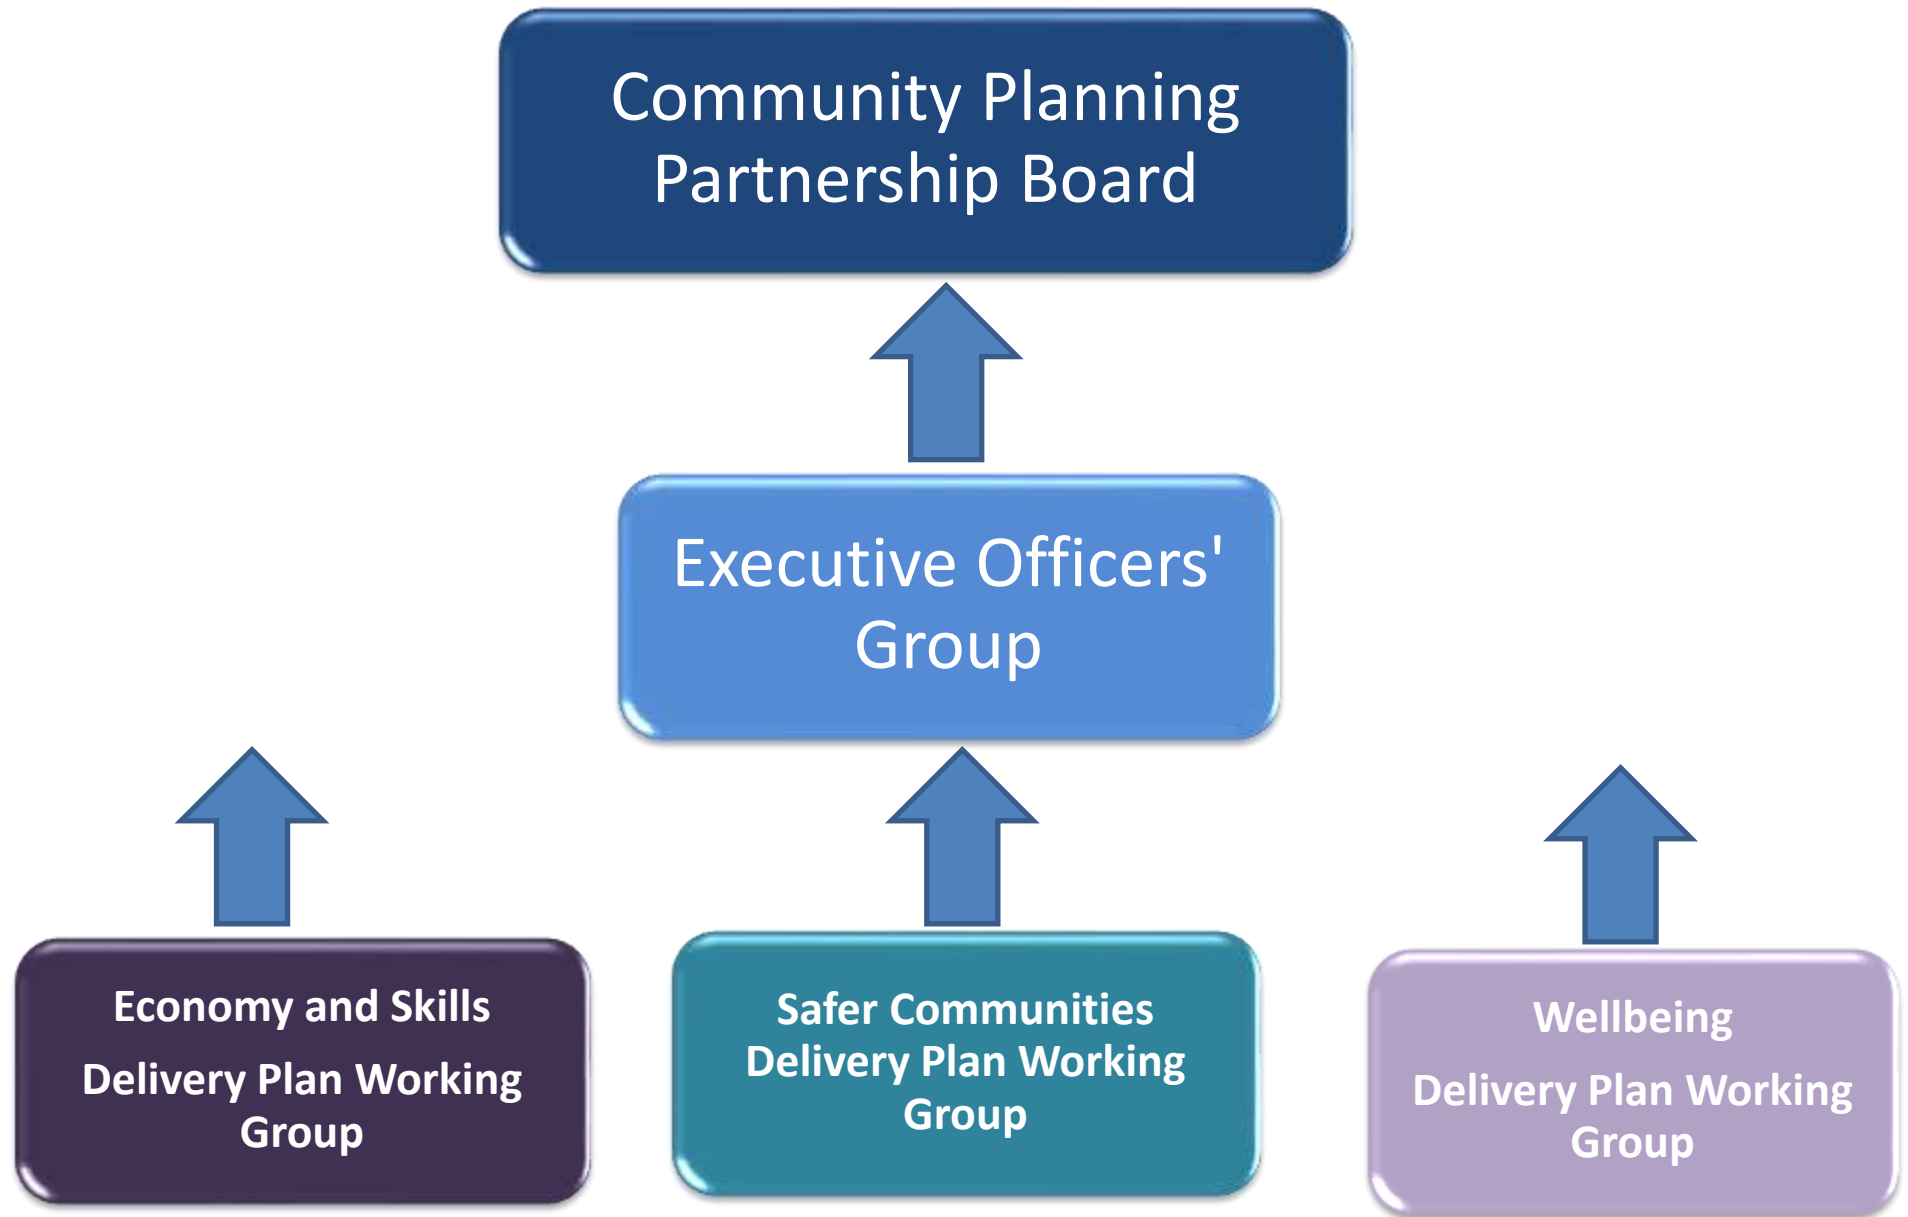 Community Planning
Partnership Board
Executive Officers'
Group
Economy and Skills
Delivery Plan Working
Group
Safer Communities
Delivery Plan Working
Group
Wellbeing
Delivery Plan Working
Group